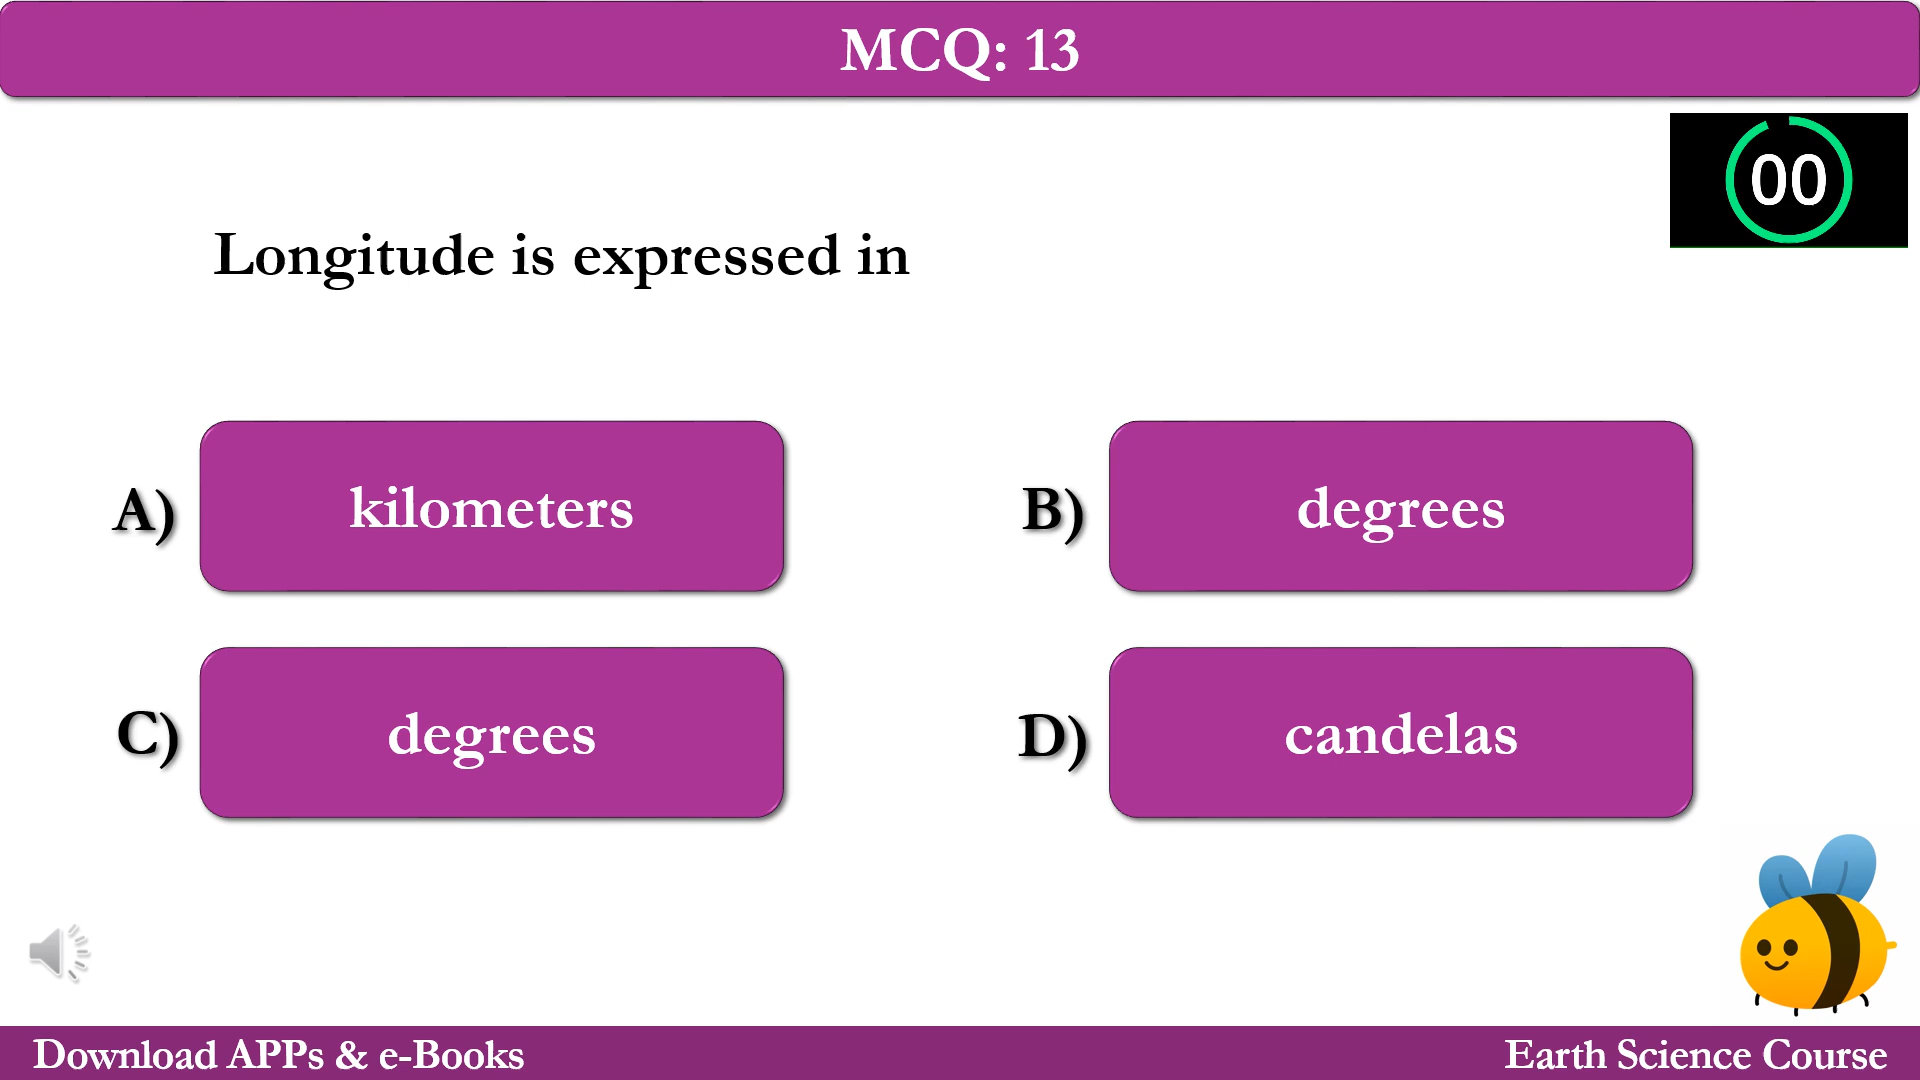 MCQ: 13
00
Longitude is expressed in
A) kilometers
B) degrees
C) degrees
D) candelas
Download APPs & e-Books
Earth Science Course